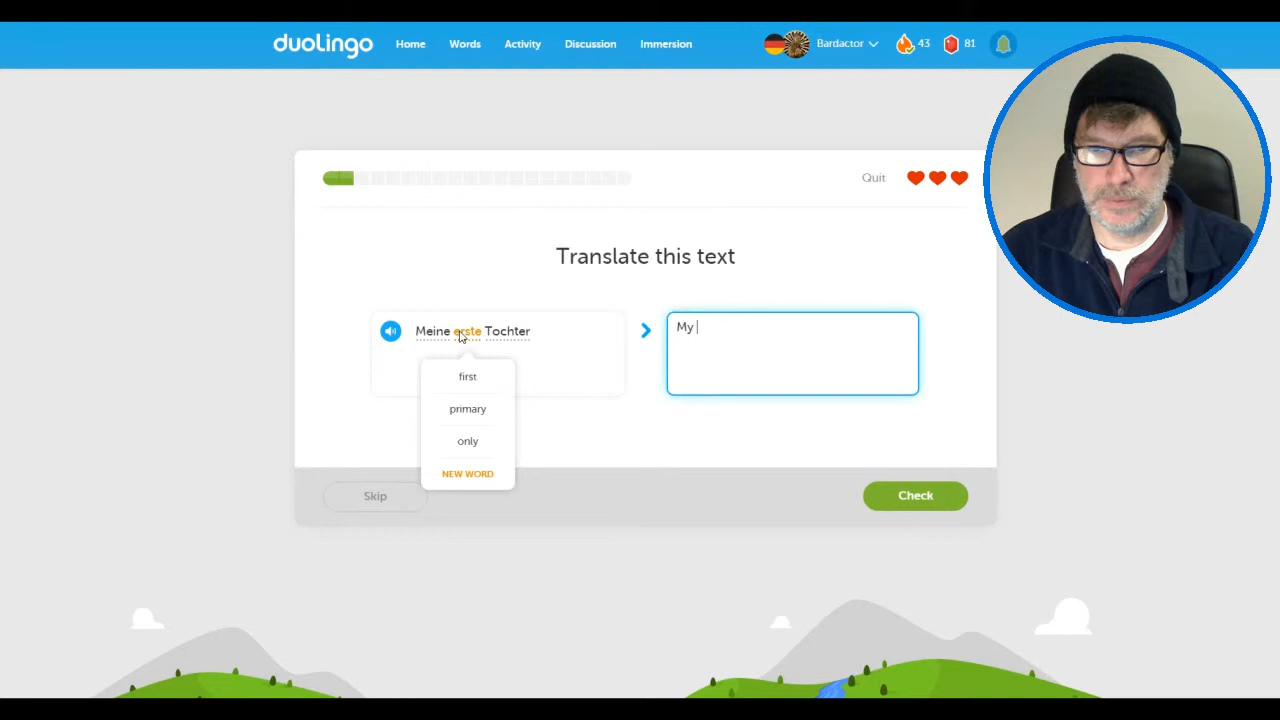 duolingo Home Words Activity Discussion Immersion Bardactor 43 81
Quit
Translate this text
Meine erste Tochter
My
first
primary
only
NEW WORD
Skip
Check